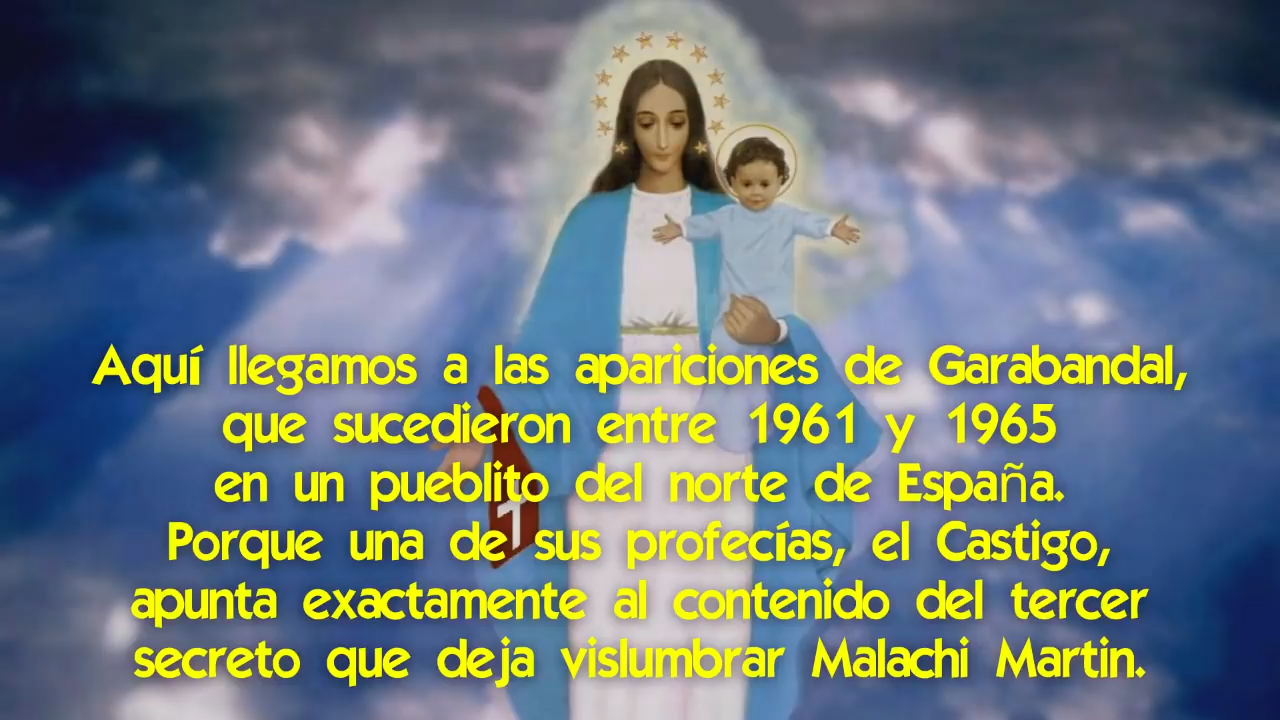 Aquí llegamos a las apariciones de Garabandal,
que sucedieron entre 1961 y 1965
en un pueblito del norte de España.
Porque una de sus profecías, el Castigo,
apunta exactamente al contenido del tercer
secreto que deja vislumbrar Malachi Martin.